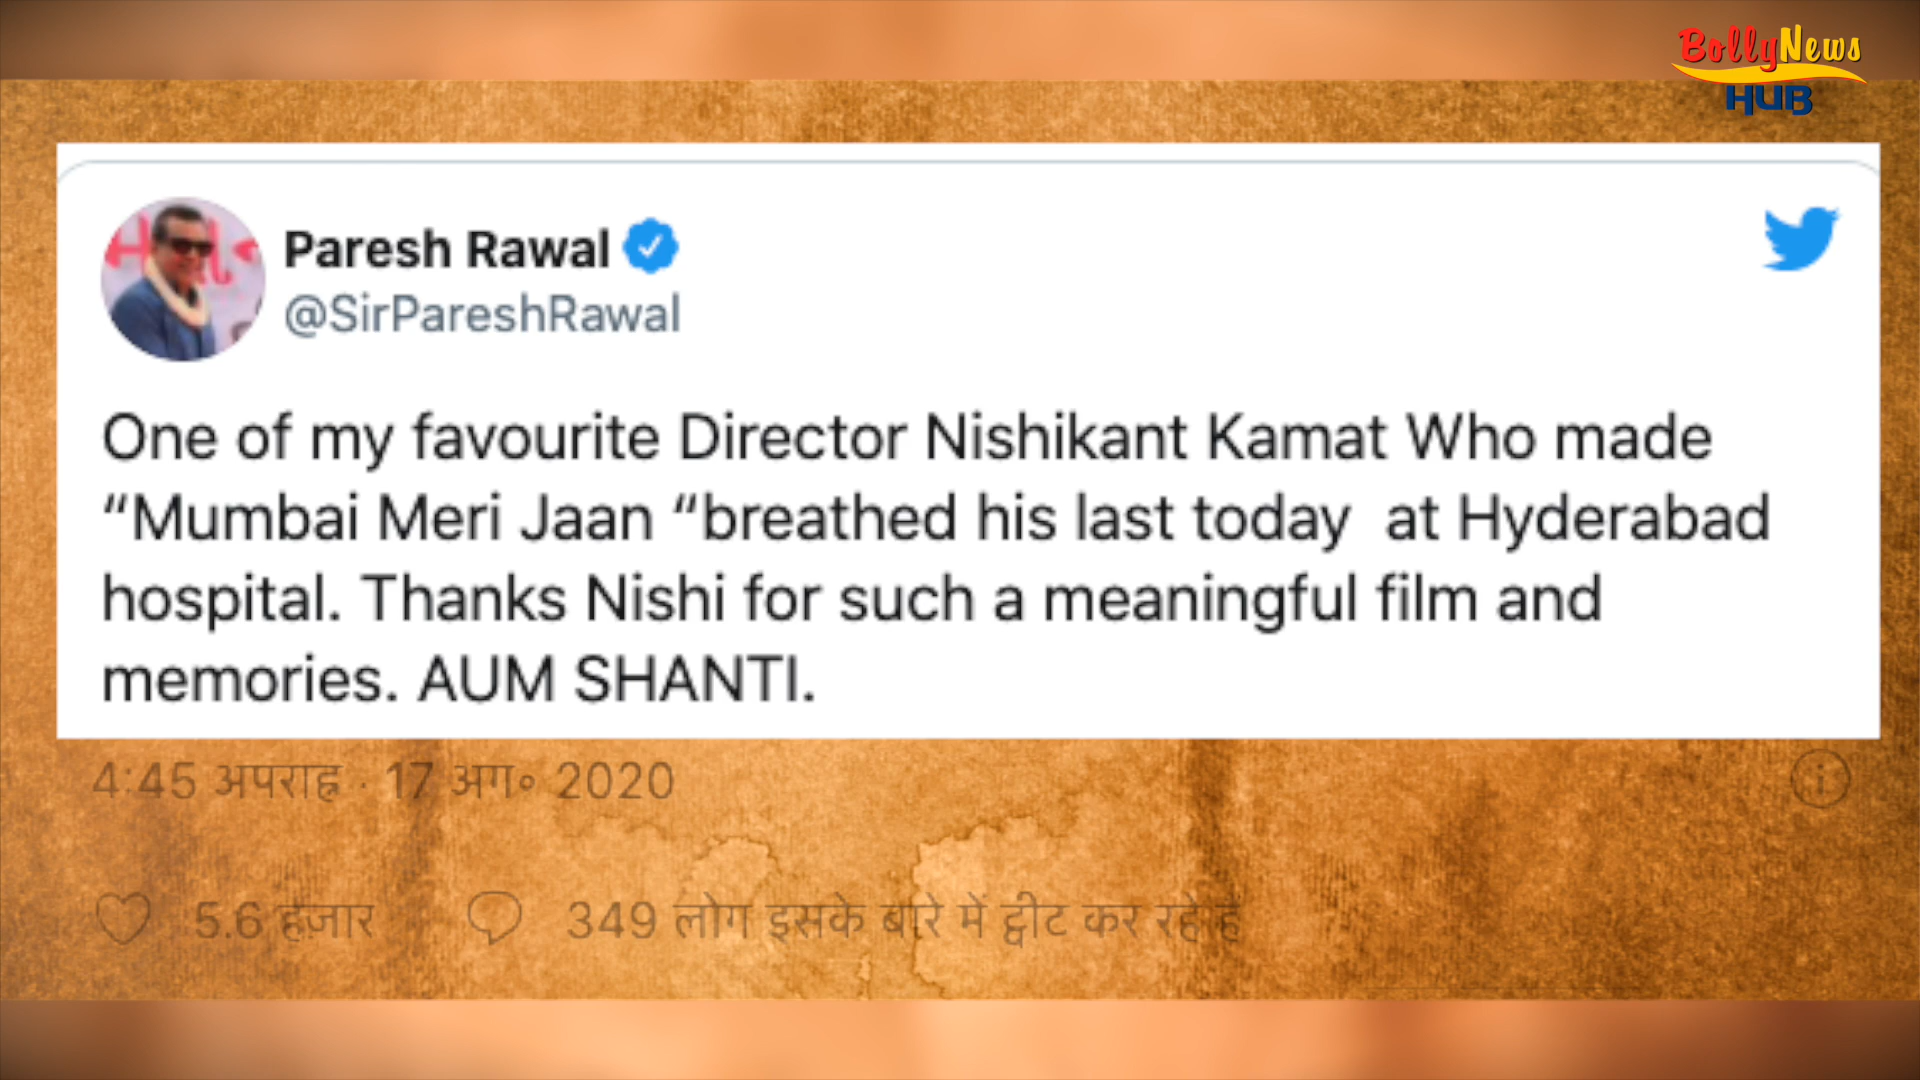 BollyNews
HUB
Paresh Rawal
@SirPareshRawal
One of my favourite Director Nishikant Kamat Who made
“Mumbai Meri Jaan “breathed his last today  at Hyderabad
hospital. Thanks Nishi for such a meaningful film and
memories. AUM SHANTI.
4:45 अपराह्न · 17 अग॰ 2020
5.6 हज़ार
349 लोग इसके बारे में ट्वीट कर रहे हैं